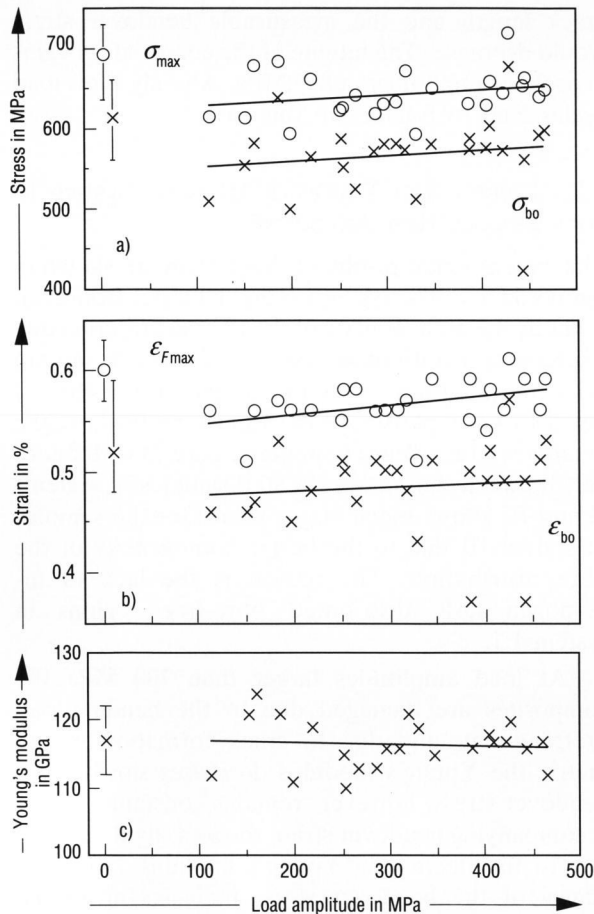 700
σmax
600
500
σbo
a)
400
Stress in MPa
0.6
εFmax
0.5
εbo
0.4
b)
Strain in %
130
120
110
c)
100
Young's modulus
in GPa
0 100 200 300 400 500
Load amplitude in MPa